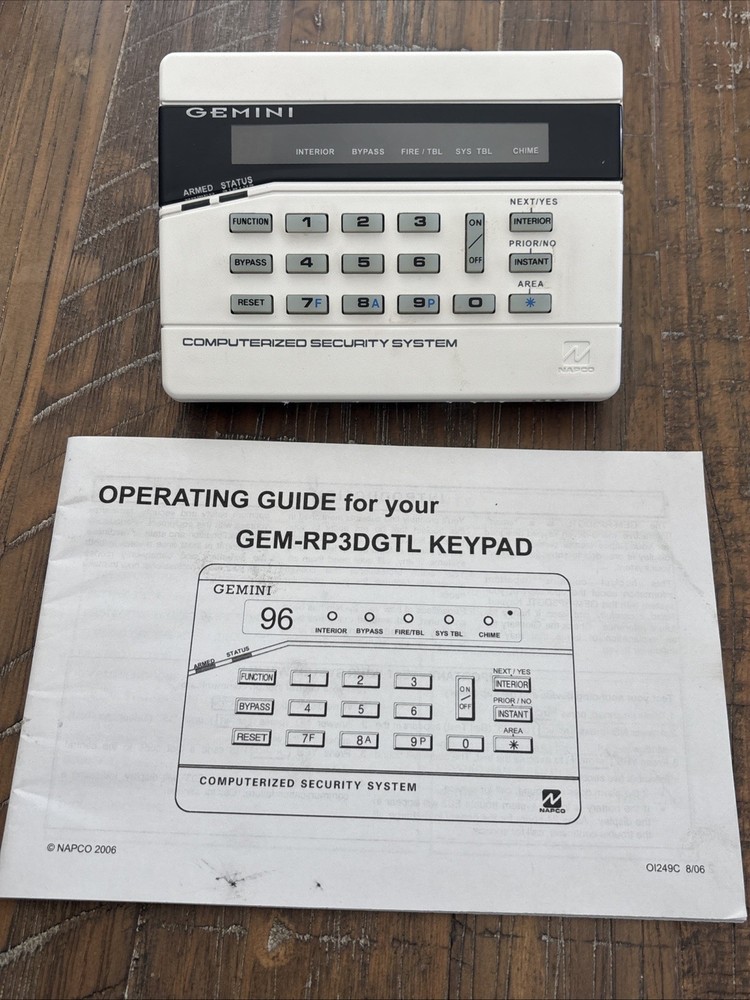 GEMINI
INTERIOR BYPASS FIRE / TBL SYS TBL CHIME
ARMED STATUS
NEXT/YES
FUNCTION 1 2 3 ON INTERIOR
PRIOR/NO
BYPASS 4 5 6 OFF INSTANT
AREA
RESET 7F 8A 9P 0 *
COMPUTERIZED SECURITY SYSTEM
NAPCO
OPERATING GUIDE for your
GEM-RP3DGTL KEYPAD
GEMINI
96
INTERIOR BYPASS FIRE/TBL SYS TBL CHIME
ARMED STATUS
NEXT / YES
FUNCTION 1 2 3 ON INTERIOR
PRIOR / NO
BYPASS 4 5 6 OFF INSTANT
AREA
RESET 7F 8A 9P 0 *
COMPUTERIZED SECURITY SYSTEM
NAPCO
© NAPCO 2006
OI249C 8/06